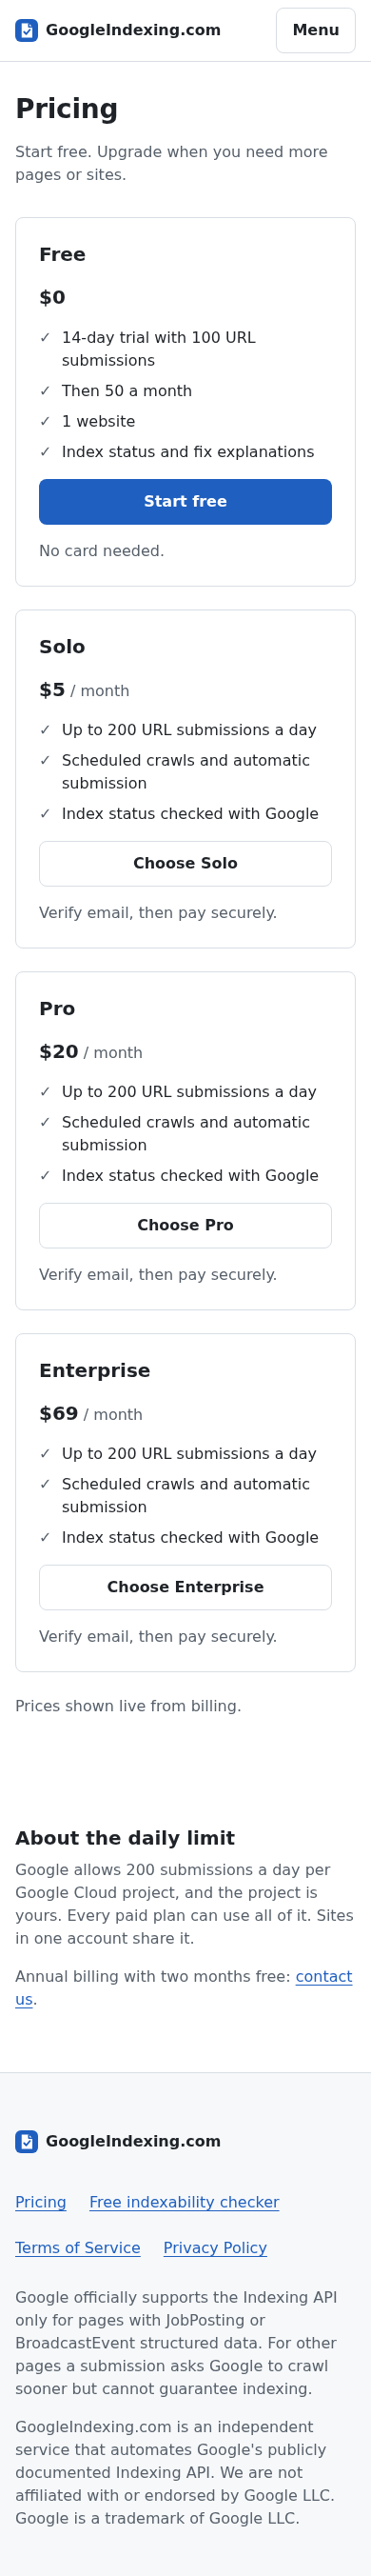 GoogleIndexing.com
Menu
Pricing
Start free. Upgrade when you need more
pages or sites.
Free
$0
✓ 14-day trial with 100 URL
submissions
✓ Then 50 a month
✓ 1 website
✓ Index status and fix explanations
Start free
No card needed.
Solo
$5 / month
✓ Up to 200 URL submissions a day
✓ Scheduled crawls and automatic
submission
✓ Index status checked with Google
Choose Solo
Verify email, then pay securely.
Pro
$20 / month
✓ Up to 200 URL submissions a day
✓ Scheduled crawls and automatic
submission
✓ Index status checked with Google
Choose Pro
Verify email, then pay securely.
Enterprise
$69 / month
✓ Up to 200 URL submissions a day
✓ Scheduled crawls and automatic
submission
✓ Index status checked with Google
Choose Enterprise
Verify email, then pay securely.
Prices shown live from billing.
About the daily limit
Google allows 200 submissions a day per
Google Cloud project, and the project is
yours. Every paid plan can use all of it. Sites
in one account share it.
Annual billing with two months free: contact
us.
GoogleIndexing.com
Pricing Free indexability checker
Terms of Service Privacy Policy
Google officially supports the Indexing API
only for pages with JobPosting or
BroadcastEvent structured data. For other
pages a submission asks Google to crawl
sooner but cannot guarantee indexing.
GoogleIndexing.com is an independent
service that automates Google's publicly
documented Indexing API. We are not
affiliated with or endorsed by Google LLC.
Google is a trademark of Google LLC.